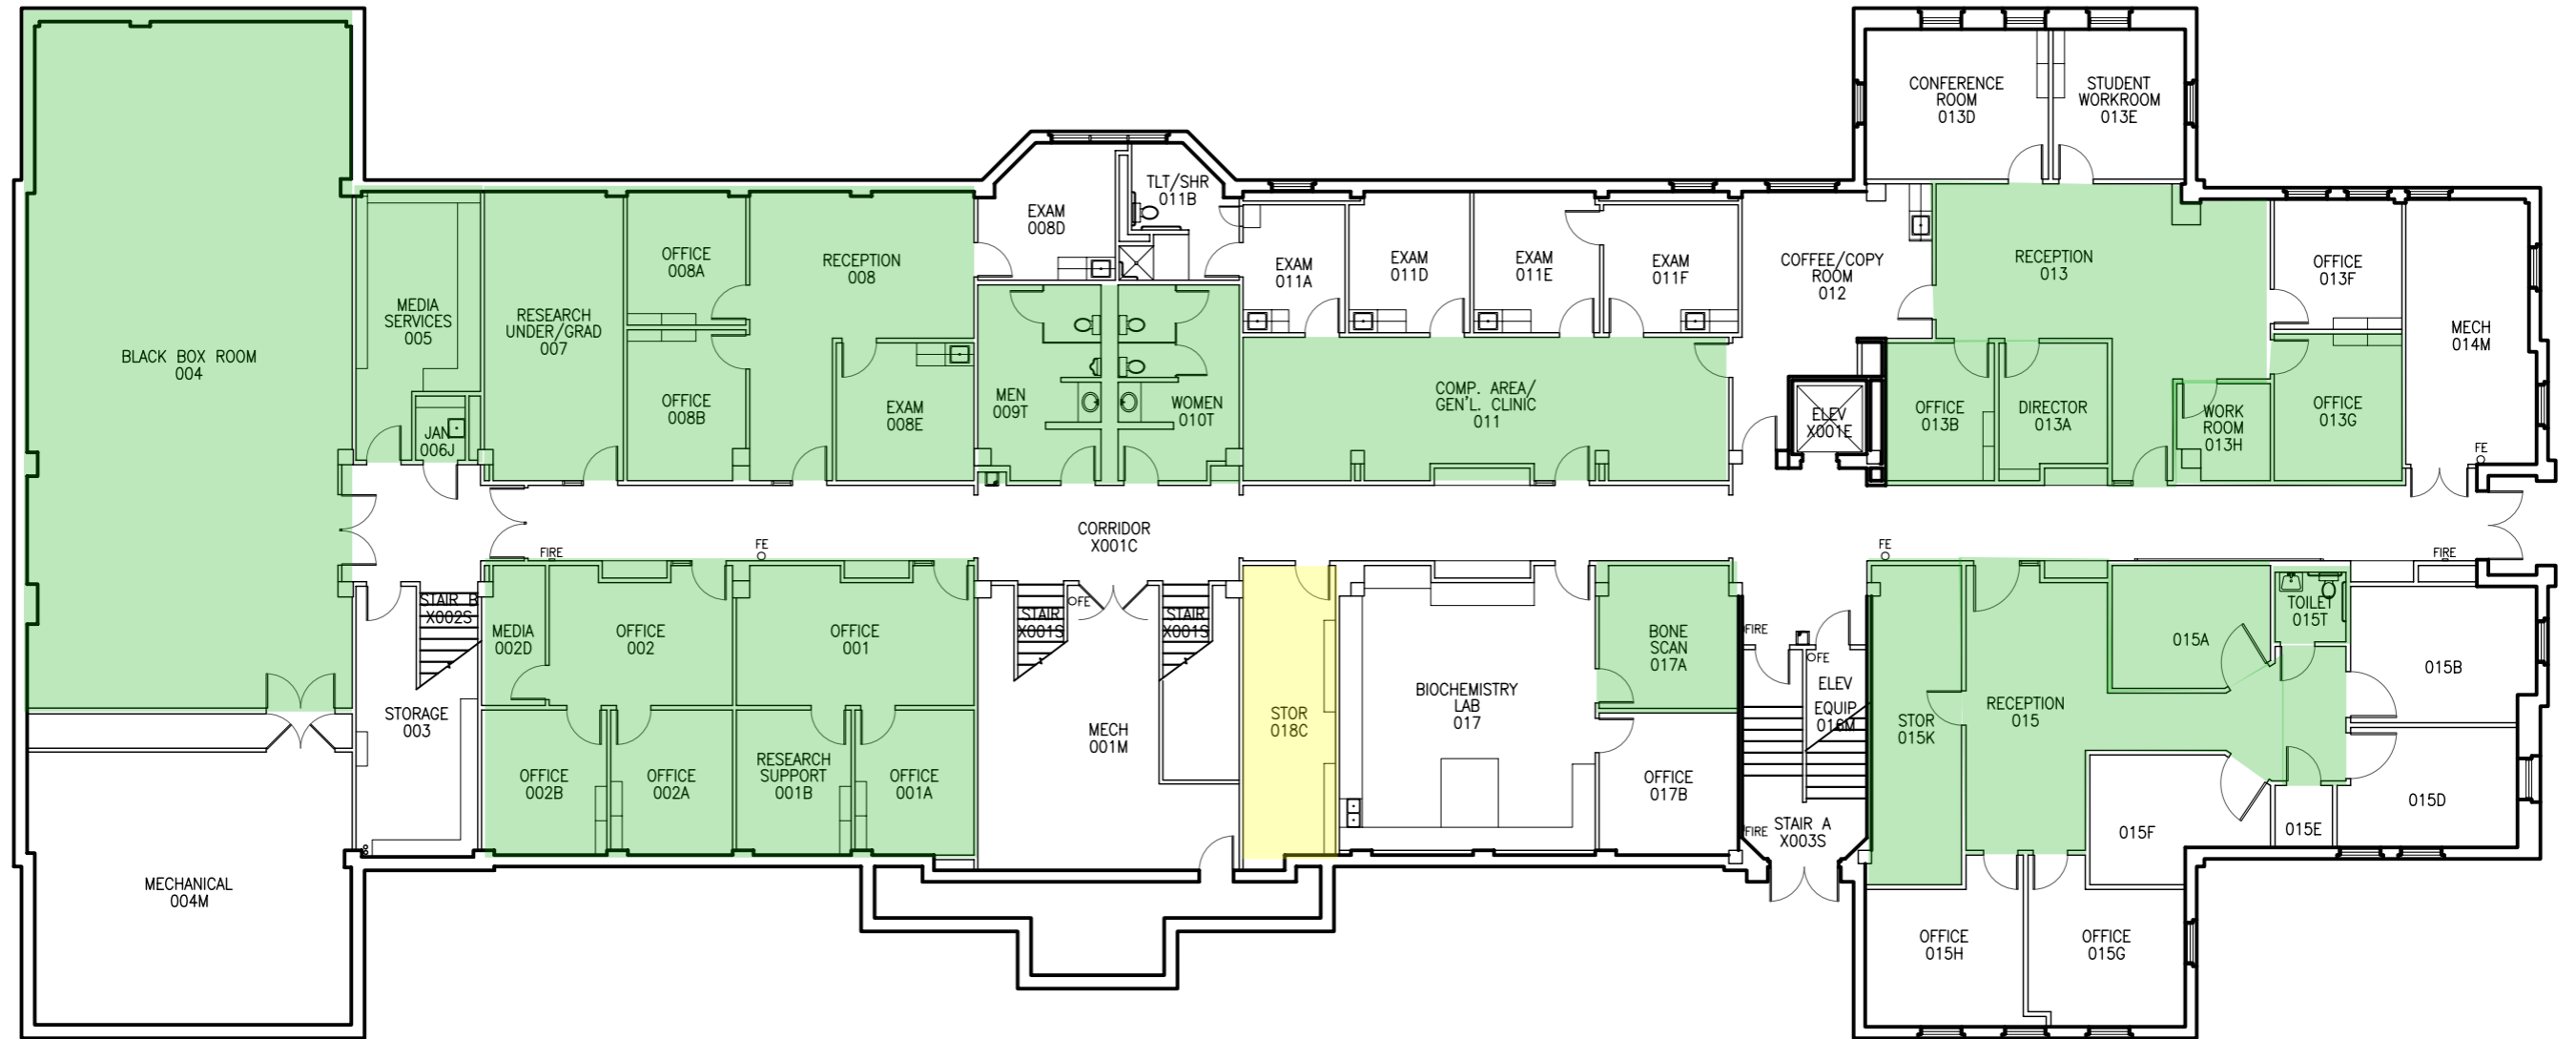 CONFERENCE
ROOM
013D
STUDENT
WORKROOM
013E
TLT/SHR
011B
EXAM
008D
OFFICE
008A
RECEPTION
008
EXAM
011A
EXAM
011D
EXAM
011E
EXAM
011F
COFFEE/COPY
ROOM
012
RECEPTION
013
OFFICE
013F
MEDIA
SERVICES
005
RESEARCH
UNDER/GRAD
007
MECH
014M
BLACK BOX ROOM
004
OFFICE
008B
EXAM
008E
MEN
009T
WOMEN
010T
COMP. AREA/
GEN'L. CLINIC
011
ELEV
X001E
OFFICE
013B
DIRECTOR
013A
WORK
ROOM
013H
OFFICE
013G
JAN
006J
FE
CORRIDOR
X001C
FIRE
FE
FE
FIRE
STAIR B
X002S
MEDIA
002D
OFFICE
002
OFFICE
001
STAIR
X001S
FE
STAIR
X001S
BONE
SCAN
017A
FIRE
FE
015A
TOILET
015T
015B
STORAGE
003
MECH
001M
STOR
018C
BIOCHEMISTRY
LAB
017
ELEV
EQUIP
016M
STOR
015K
RECEPTION
015
OFFICE
002B
OFFICE
002A
RESEARCH
SUPPORT
001B
OFFICE
001A
OFFICE
017B
FIRE
STAIR A
X003S
015F
015E
015D
MECHANICAL
004M
OFFICE
015H
OFFICE
015G